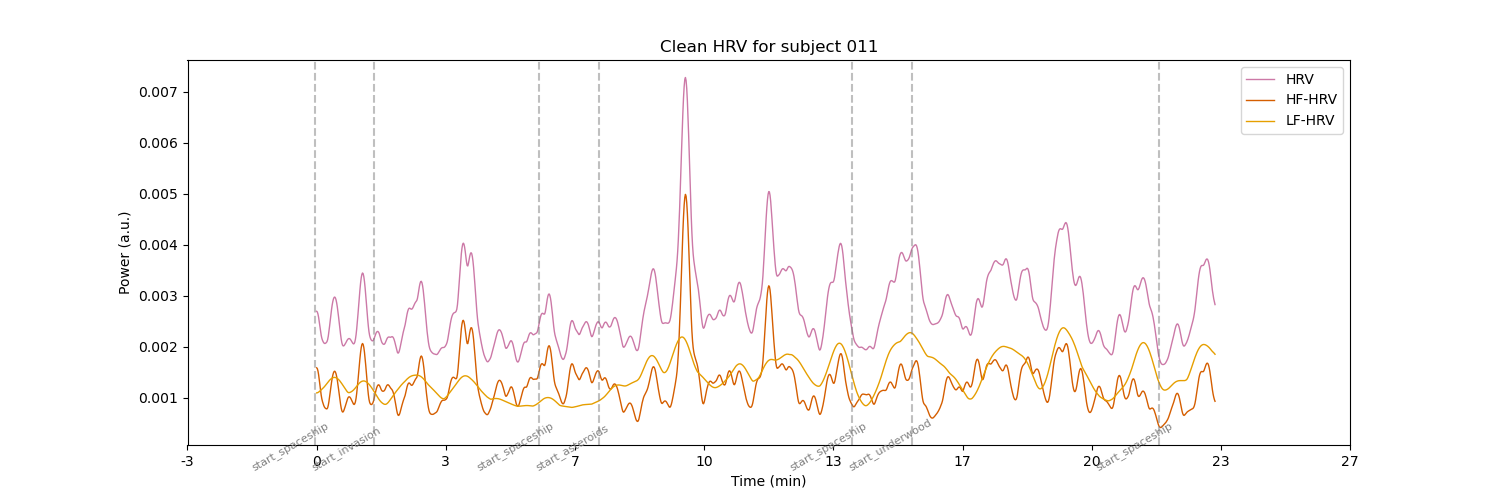 Clean HRV for subject 011
HRV
HF-HRV
LF-HRV
Power (a.u.)
0.007
0.006
0.005
0.004
0.003
0.002
0.001
start_spaceship
start_invasion
start_spaceship
start_asteroids
start_spaceship
start_underwood
start_spaceship
-3
0
3
7
10
13
17
20
23
27
Time (min)